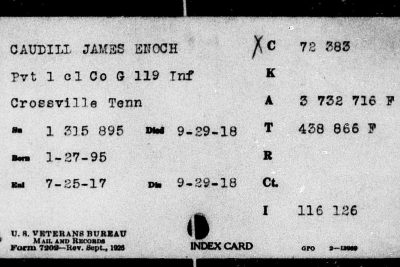 CAUDILL JAMES ENOCH X C 72 383
Pvt 1 cl Co G 119 Inf K
Crossville Tenn A 3 732 716 F
Sn 1 315 895 Died 9-29-18 T 438 866 F
Born 1-27-95 R
Enl 7-25-17 Dis 9-29-18 Ct.
I 116 126
U. S. VETERANS BUREAU
MAIL AND RECORDS
Form 7209—Rev. Sept., 1926 INDEX CARD GPO